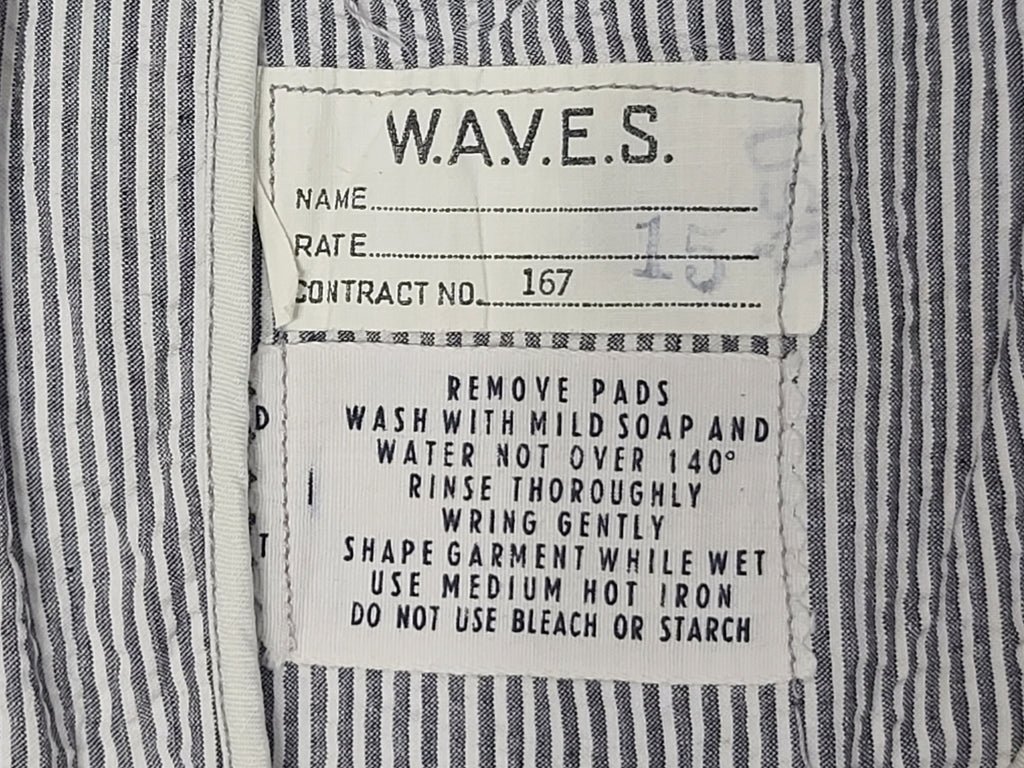 W.A.V.E.S.
NAME
RATE
15
CONTRACT NO. 167
REMOVE PADS
WASH WITH MILD SOAP AND
WATER NOT OVER 140°
RINSE THOROUGHLY
WRING GENTLY
SHAPE GARMENT WHILE WET
USE MEDIUM HOT IRON
DO NOT USE BLEACH OR STARCH
D
T